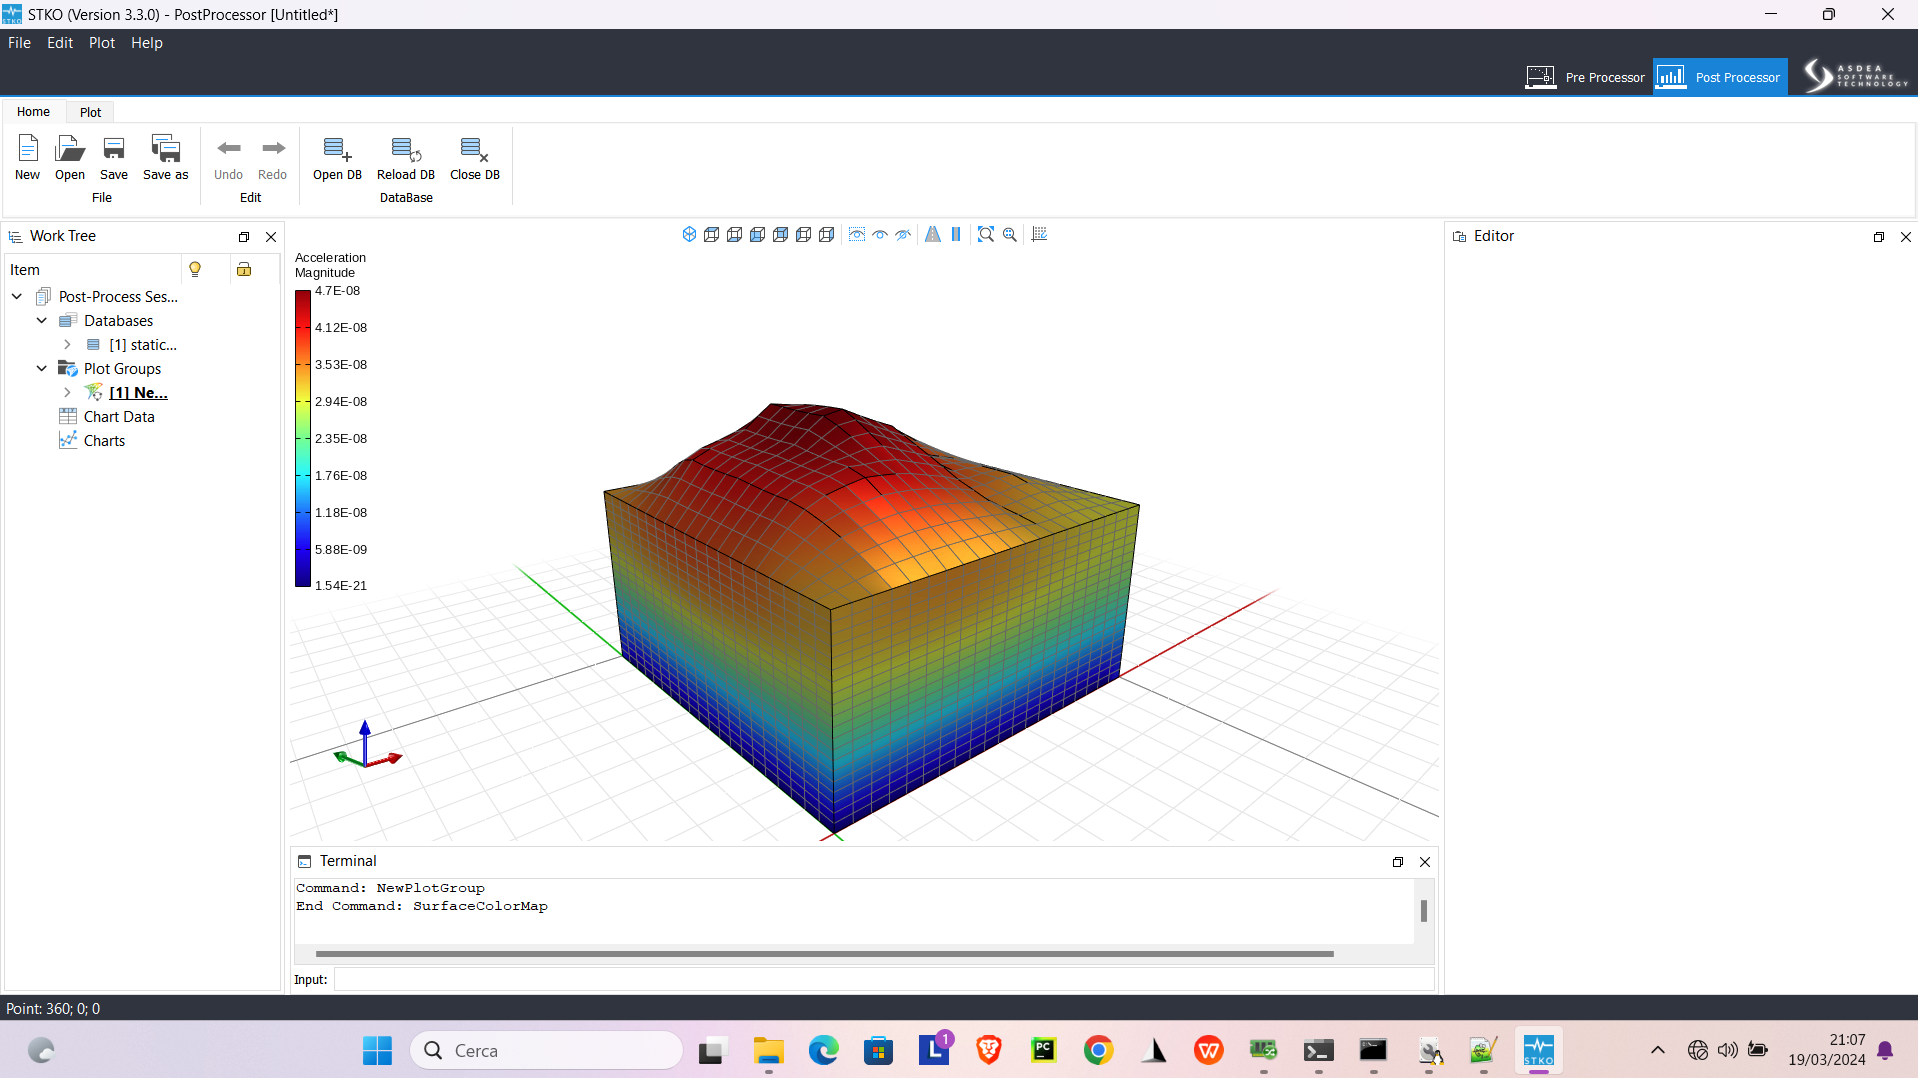 STKO (Version 3.3.0) - PostProcessor [Untitled*]
File Edit Plot Help
Pre Processor Post Processor ASDEA SOFTWARE TECHNOLOGY
Home Plot
New Open Save Save as Undo Redo Open DB Reload DB Close DB
File Edit DataBase
Work Tree
Editor
Item
Post-Process Ses...
Databases
[1] static...
Plot Groups
[1] Ne...
Chart Data
Charts
Acceleration
Magnitude
4.7E-08
4.12E-08
3.53E-08
2.94E-08
2.35E-08
1.76E-08
1.18E-08
5.88E-09
1.54E-21
Terminal
Command: NewPlotGroup
End Command: SurfaceColorMap
Input:
Point: 360; 0; 0
Cerca
L
1
PC
W
STKO
21:07
19/03/2024